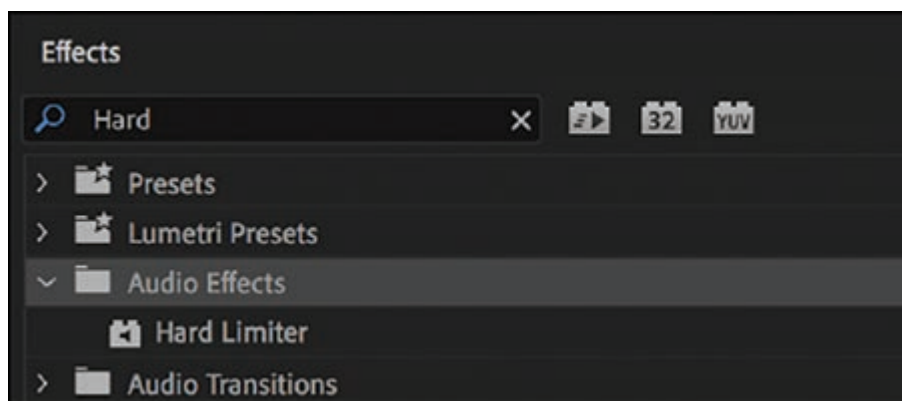 Effects
Hard
32 YUV
Presets
Lumetri Presets
Audio Effects
Hard Limiter
Audio Transitions